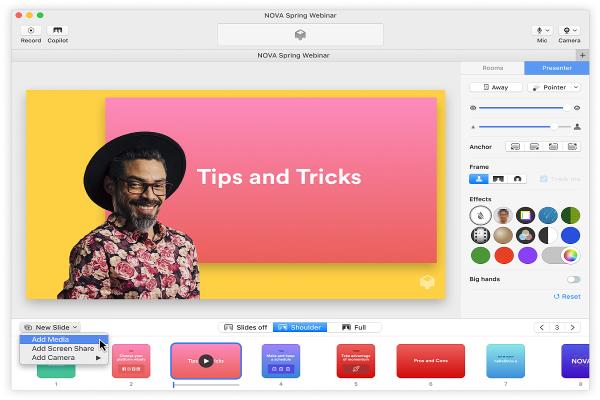 NOVA Spring Webinar
Record
Copilot
Mic
Camera
NOVA Spring Webinar
+
Rooms
Presenter
Away
Pointer
Anchor
Frame
Track me
Effects
Big hands
Reset
Tips and Tricks
New Slide
Slides off
Shoulder
Full
3
Add Media
Add Screen Share
Add Camera
Choose your
platform wisely
Make and keep
a schedule
Take advantage
of momentum
Pros and Cons
NOVA
1
2
4
5
6
7
8